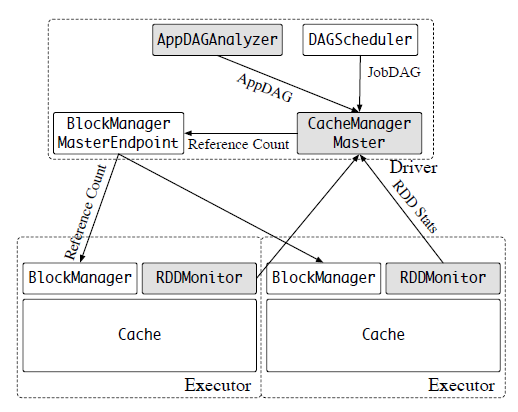 AppDAGAnalyzer
DAGScheduler
AppDAG
JobDAG
BlockManager
MasterEndpoint
Reference Count
CacheManager
Master
Driver
Reference Count
RDD Stats
BlockManager
RDDMonitor
BlockManager
RDDMonitor
Cache
Cache
Executor
Executor